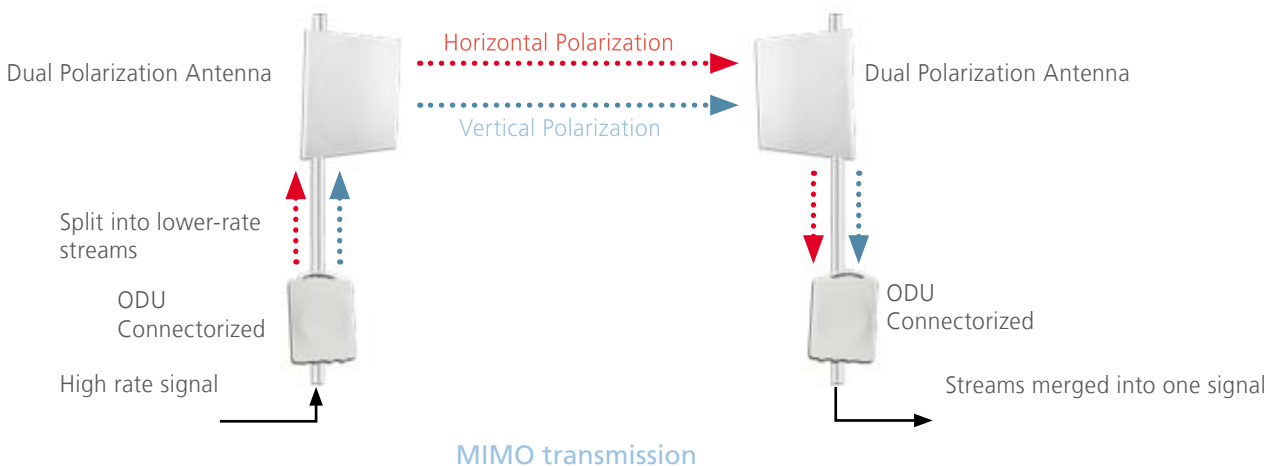 Horizontal Polarization
Dual Polarization Antenna
Dual Polarization Antenna
Vertical Polarization
Split into lower-rate
streams
ODU
Connectorized
ODU
Connectorized
High rate signal
Streams merged into one signal
MIMO transmission